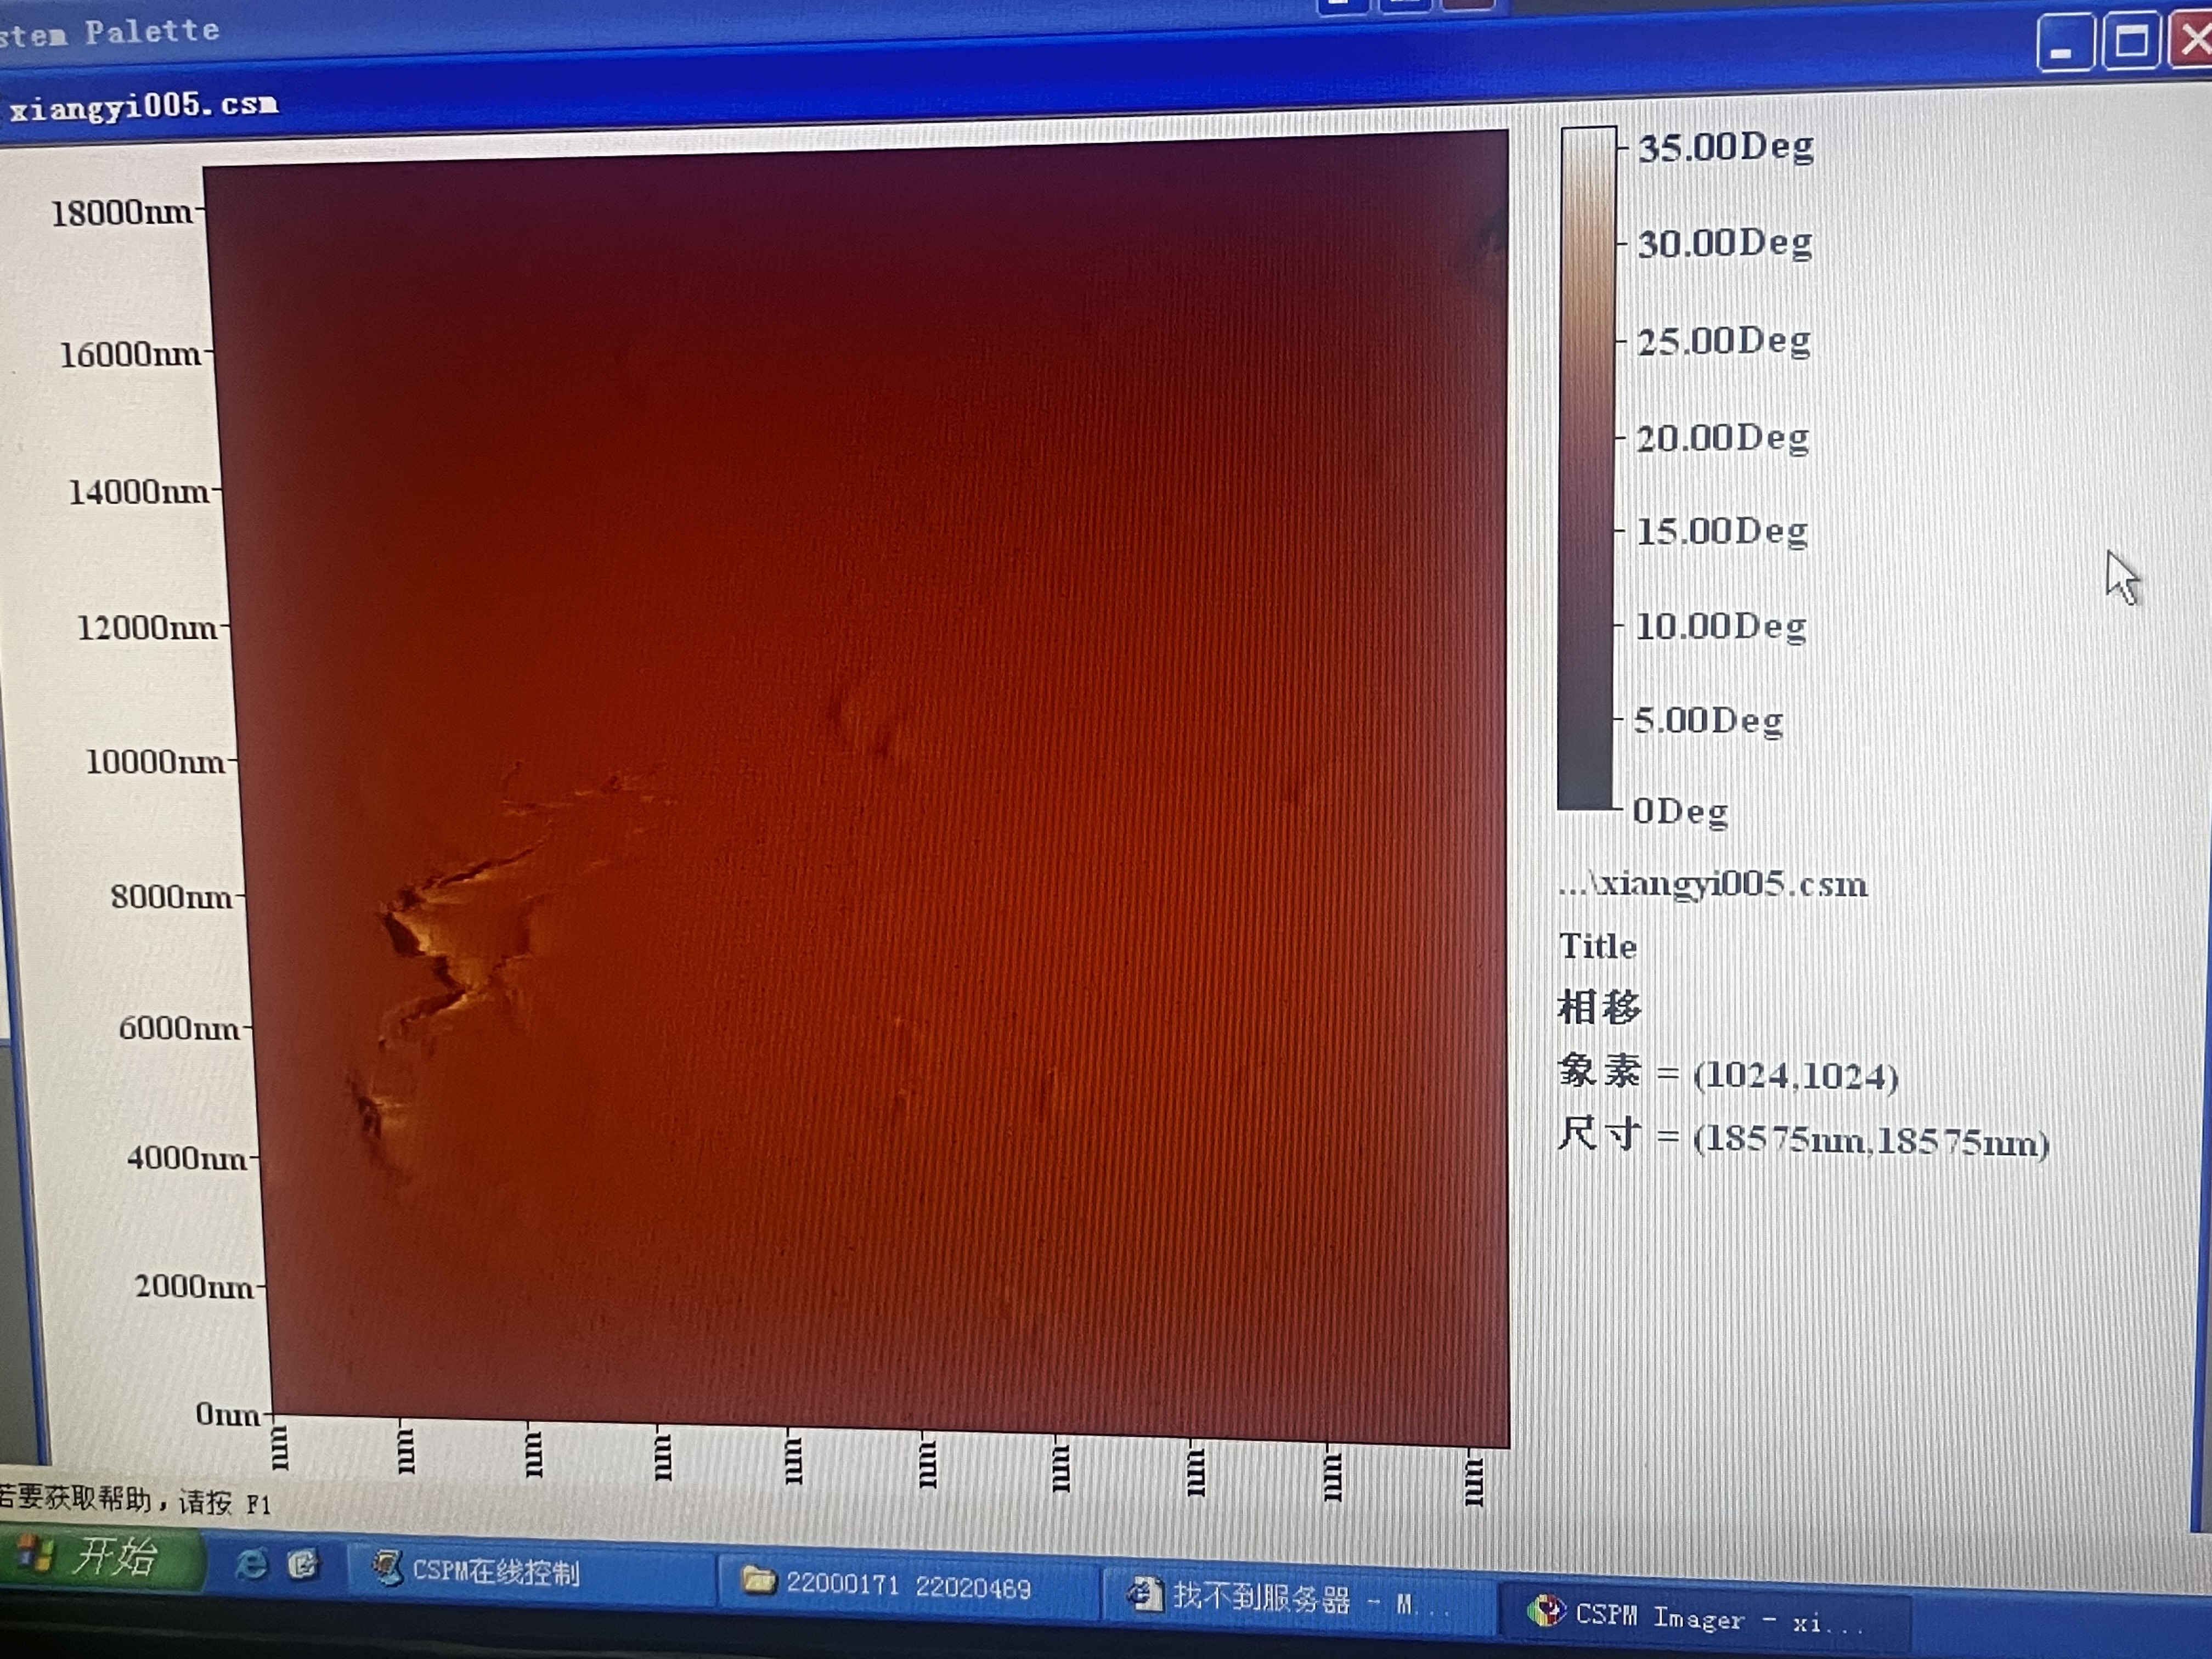 stem Palette
xiangyi005.csm
18000nm
16000nm
14000nm
12000nm
10000nm
8000nm
6000nm
4000nm
2000nm
0nm
nm
nm
nm
nm
nm
nm
nm
nm
nm
nm
35.00Deg
30.00Deg
25.00Deg
20.00Deg
15.00Deg
10.00Deg
5.00Deg
0Deg
...\xiangyi005.csm
Title
相移
象素 = (1024,1024)
尺寸 = (18575nm,18575nm)
若要获取帮助，请按 F1
开始
CSPM在线控制
22000171 22020469
找不到服务器 - M...
CSPM Imager - xi...